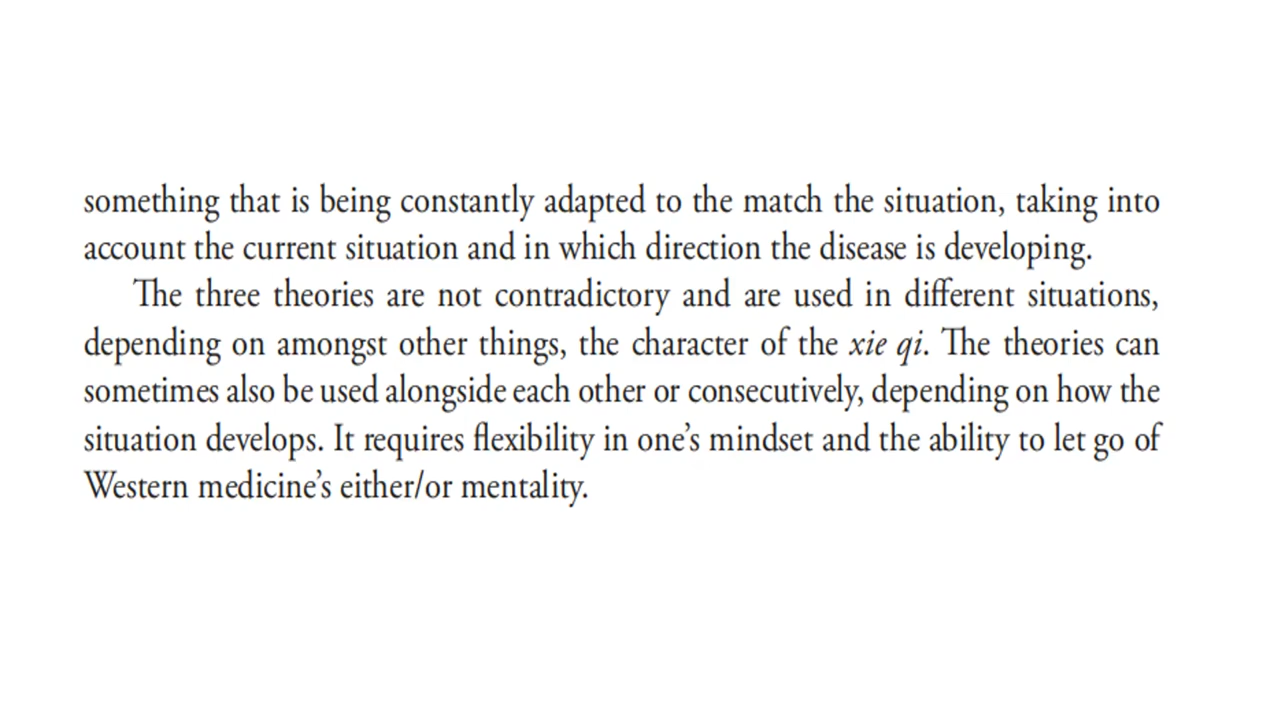 something that is being constantly adapted to the match the situation, taking into
account the current situation and in which direction the disease is developing.
The three theories are not contradictory and are used in different situations,
depending on amongst other things, the character of the xie qi. The theories can
sometimes also be used alongside each other or consecutively, depending on how the
situation develops. It requires flexibility in one’s mindset and the ability to let go of
Western medicine’s either/or mentality.